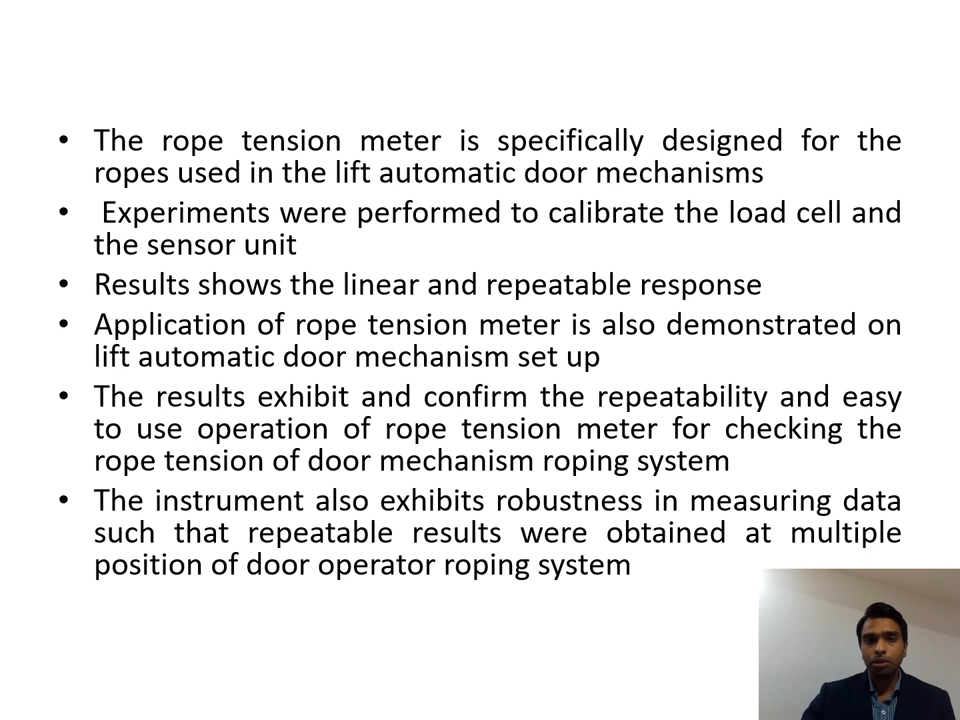 • The rope tension meter is specifically designed for the
ropes used in the lift automatic door mechanisms
• Experiments were performed to calibrate the load cell and
the sensor unit
• Results shows the linear and repeatable response
• Application of rope tension meter is also demonstrated on
lift automatic door mechanism set up
• The results exhibit and confirm the repeatability and easy
to use operation of rope tension meter for checking the
rope tension of door mechanism roping system
• The instrument also exhibits robustness in measuring data
such that repeatable results were obtained at multiple
position of door operator roping system